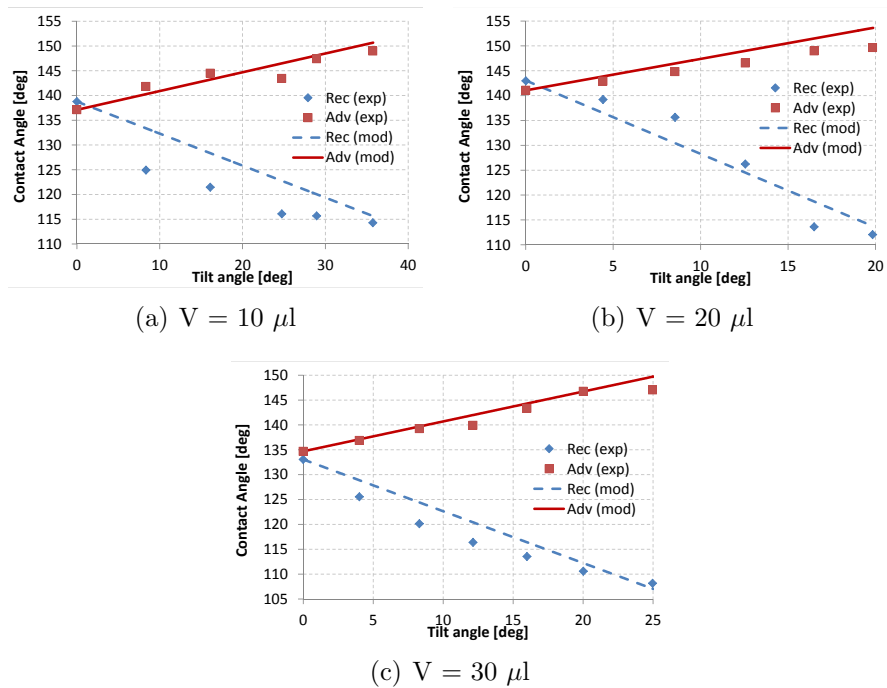 155
150
145
140
135
130
125
120
115
110
Contact Angle [deg]
0 10 20 30 40
Tilt angle [deg]
Rec (exp)
Adv (exp)
Rec (mod)
Adv (mod)
(a) V = 10 μl
155
150
145
140
135
130
125
120
115
110
Contact Angle [deg]
0 5 10 15 20
Tilt angle [deg]
Rec (exp)
Adv (exp)
Rec (mod)
Adv (mod)
(b) V = 20 μl
150
145
140
135
130
125
120
115
110
105
Contact Angle [deg]
0 5 10 15 20 25
Tilt angle [deg]
Rec (exp)
Adv (exp)
Rec (mod)
Adv (mod)
(c) V = 30 μl